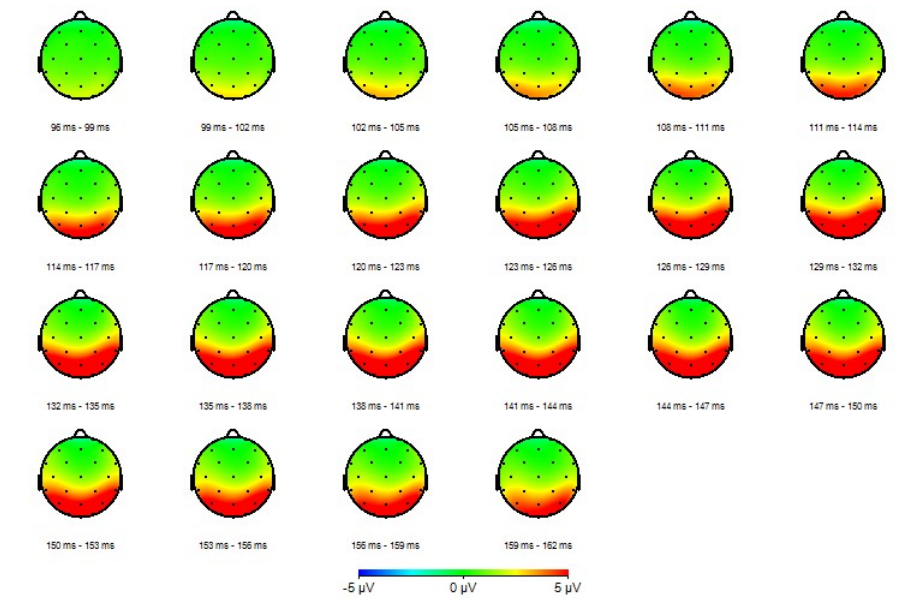 96 ms - 99 ms
99 ms - 102 ms
102 ms - 105 ms
105 ms - 108 ms
108 ms - 111 ms
111 ms - 114 ms
114 ms - 117 ms
117 ms - 120 ms
120 ms - 123 ms
123 ms - 126 ms
126 ms - 129 ms
129 ms - 132 ms
132 ms - 135 ms
135 ms - 138 ms
138 ms - 141 ms
141 ms - 144 ms
144 ms - 147 ms
147 ms - 150 ms
150 ms - 153 ms
153 ms - 156 ms
156 ms - 159 ms
159 ms - 162 ms
-5 µV 0 µV 5 µV